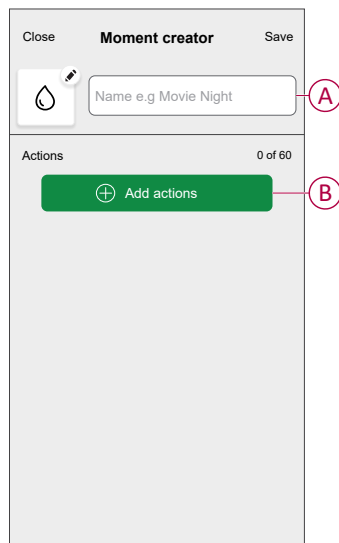 Close Moment creator Save
Name e.g Movie Night A
Actions 0 of 60
Add actions B